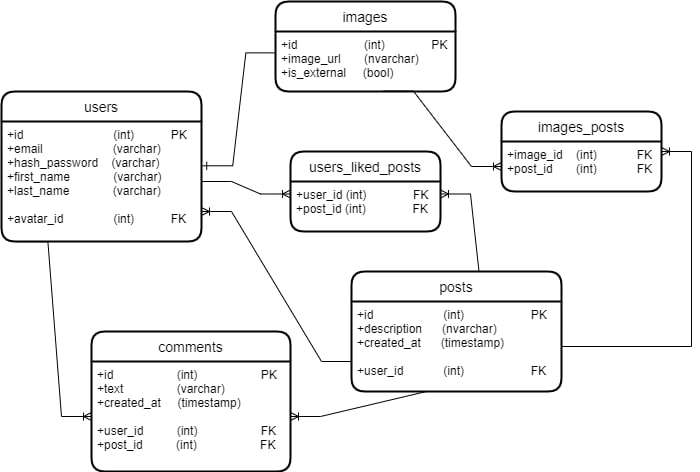 images
+id (int) PK
+image_url (nvarchar)
+is_external (bool)
users
+id (int) PK
+email (varchar)
+hash_password (varchar)
+first_name (varchar)
+last_name (varchar)
+avatar_id (int) FK
images_posts
+image_id (int) FK
+post_id (int) FK
users_liked_posts
+user_id (int) FK
+post_id (int) FK
posts
+id (int) PK
+description (nvarchar)
+created_at (timestamp)
+user_id (int) FK
comments
+id (int) PK
+text (varchar)
+created_at (timestamp)
+user_id (int) FK
+post_id (int) FK